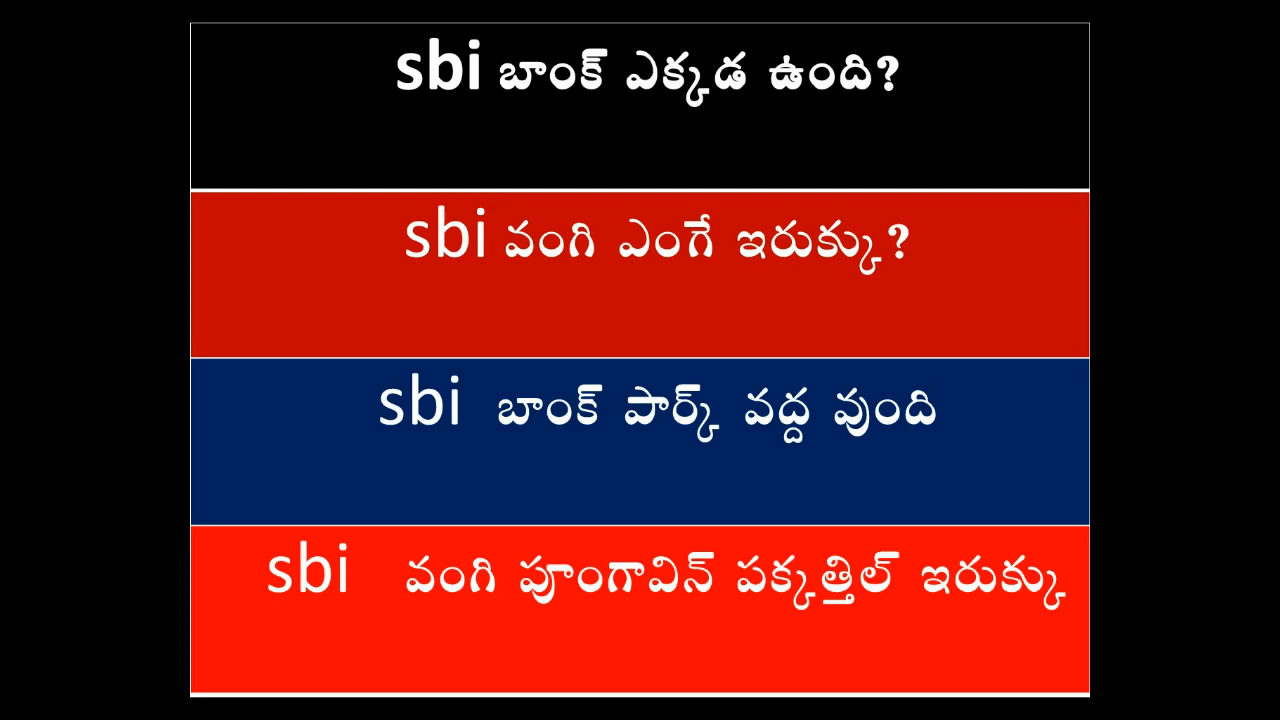 sbi బాంక్ ఎక్కడ ఉంది?
sbi వంగి ఎంగే ఇరుక్కు?
sbi బాంక్ పార్క్ వద్ద వుంది
sbi వంగి పూంగావిన్ పక్కత్తిల్ ఇరుక్కు